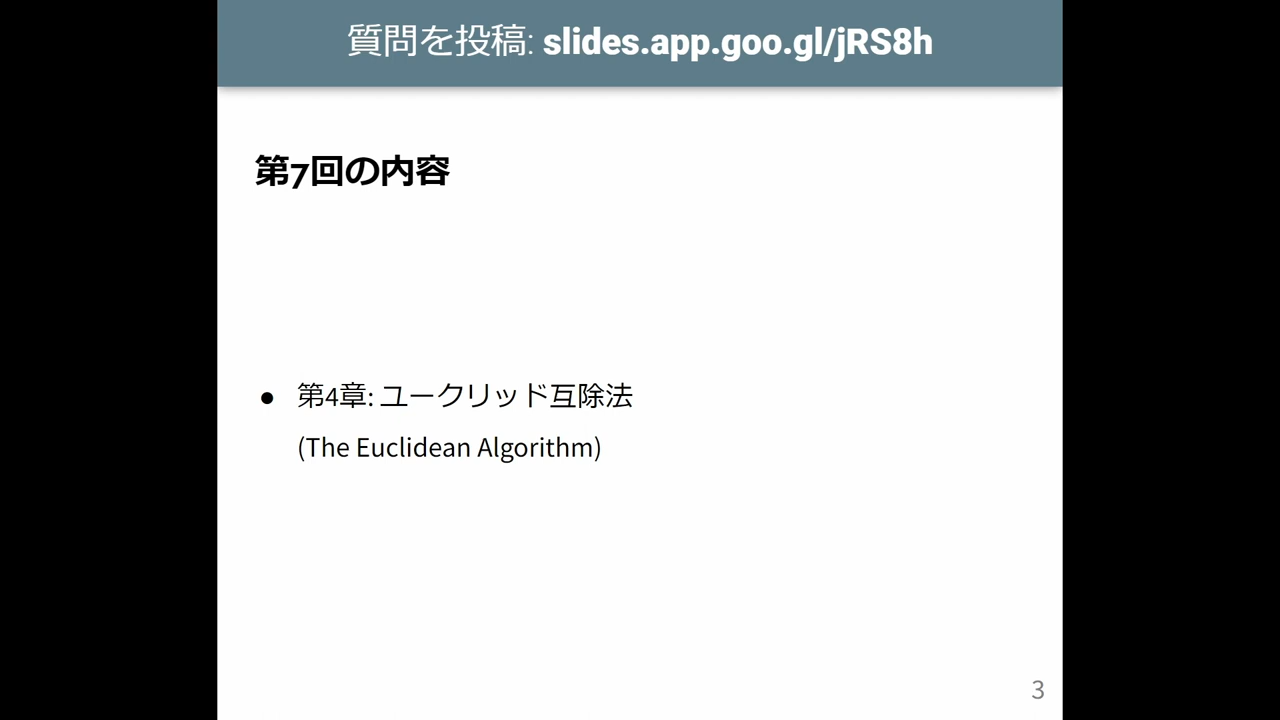 質問を投稿: slides.app.goo.gl/jRS8h
第7回の内容
● 第4章: ユークリッド互除法
(The Euclidean Algorithm)
3